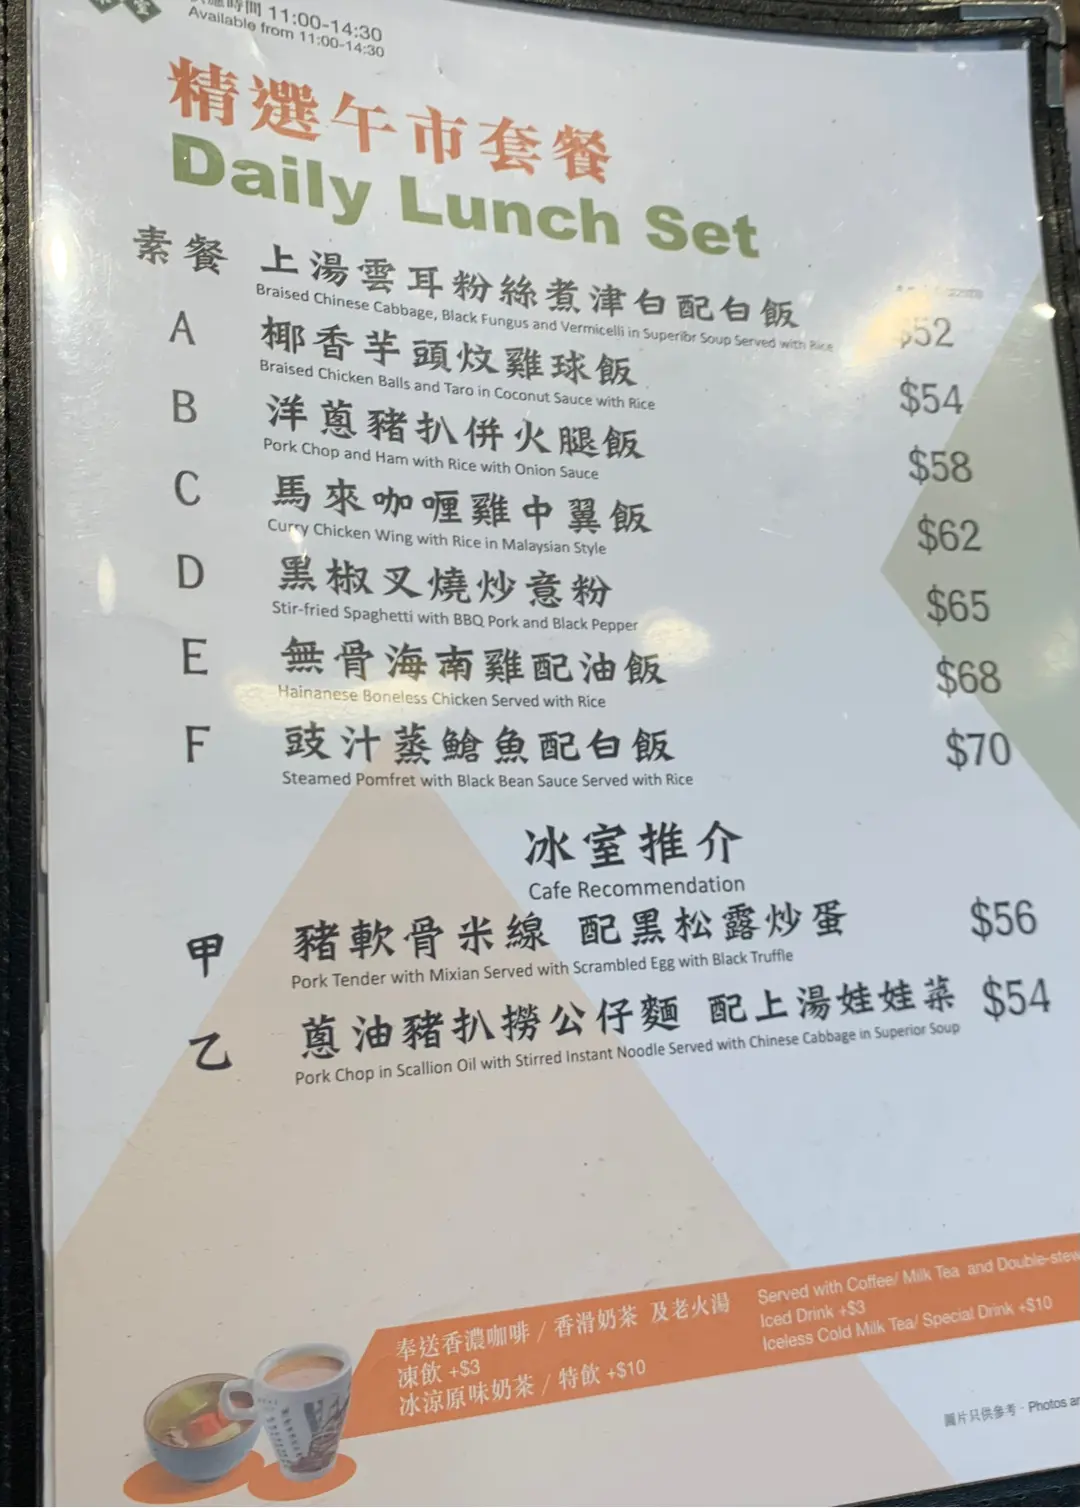 時間 11:00-14:30
Available from 11:00-14:30
精選午市套餐
Daily Lunch Set
素餐 上湯雲耳粉絲煮津白配白飯 $52
Braised Chinese Cabbage, Black Fungus and Vermicelli in Superior Soup Served with Rice
A 椰香芋頭炆雞球飯 $54
Braised Chicken Balls and Taro in Coconut Sauce with Rice
B 洋蔥豬扒併火腿飯 $58
Pork Chop and Ham with Rice with Onion Sauce
C 馬來咖喱雞中翼飯 $62
Curry Chicken Wing with Rice in Malaysian Style
D 黑椒叉燒炒意粉 $65
Stir-fried Spaghetti with BBQ Pork and Black Pepper
E 無骨海南雞配油飯 $68
Hainanese Boneless Chicken Served with Rice
F 豉汁蒸鯧魚配白飯 $70
Steamed Pomfret with Black Bean Sauce Served with Rice
冰室推介
Cafe Recommendation
甲 豬軟骨米線 配黑松露炒蛋 $56
Pork Tender with Mixian Served with Scrambled Egg with Black Truffle
乙 蔥油豬扒撈公仔麵 配上湯娃娃菜 $54
Pork Chop in Scallion Oil with Stirred Instant Noodle Served with Chinese Cabbage in Superior Soup
奉送香濃咖啡 / 香滑奶茶 及老火湯
凍飲 +$3
冰涼原味奶茶 / 特飲 +$10
Served with Coffee/ Milk Tea and Double-stew
Iced Drink +$3
Iceless Cold Milk Tea/ Special Drink +$10
圖片只供參考 · Photos